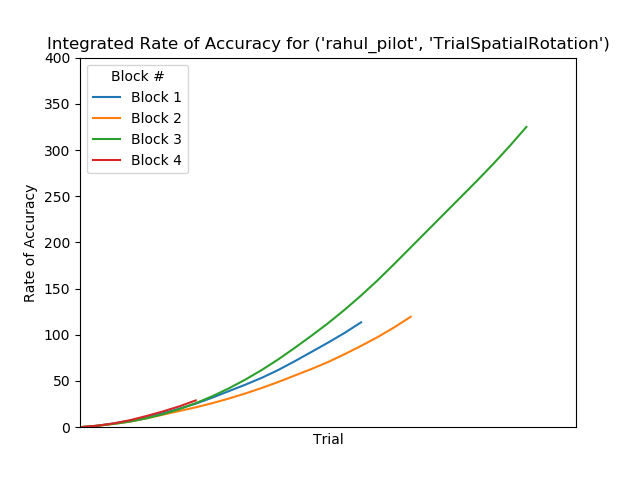 Integrated Rate of Accuracy for ('rahul_pilot', 'TrialSpatialRotation')
Block #
Block 1
Block 2
Block 3
Block 4
400
350
300
250
200
150
100
50
0
Rate of Accuracy
Trial